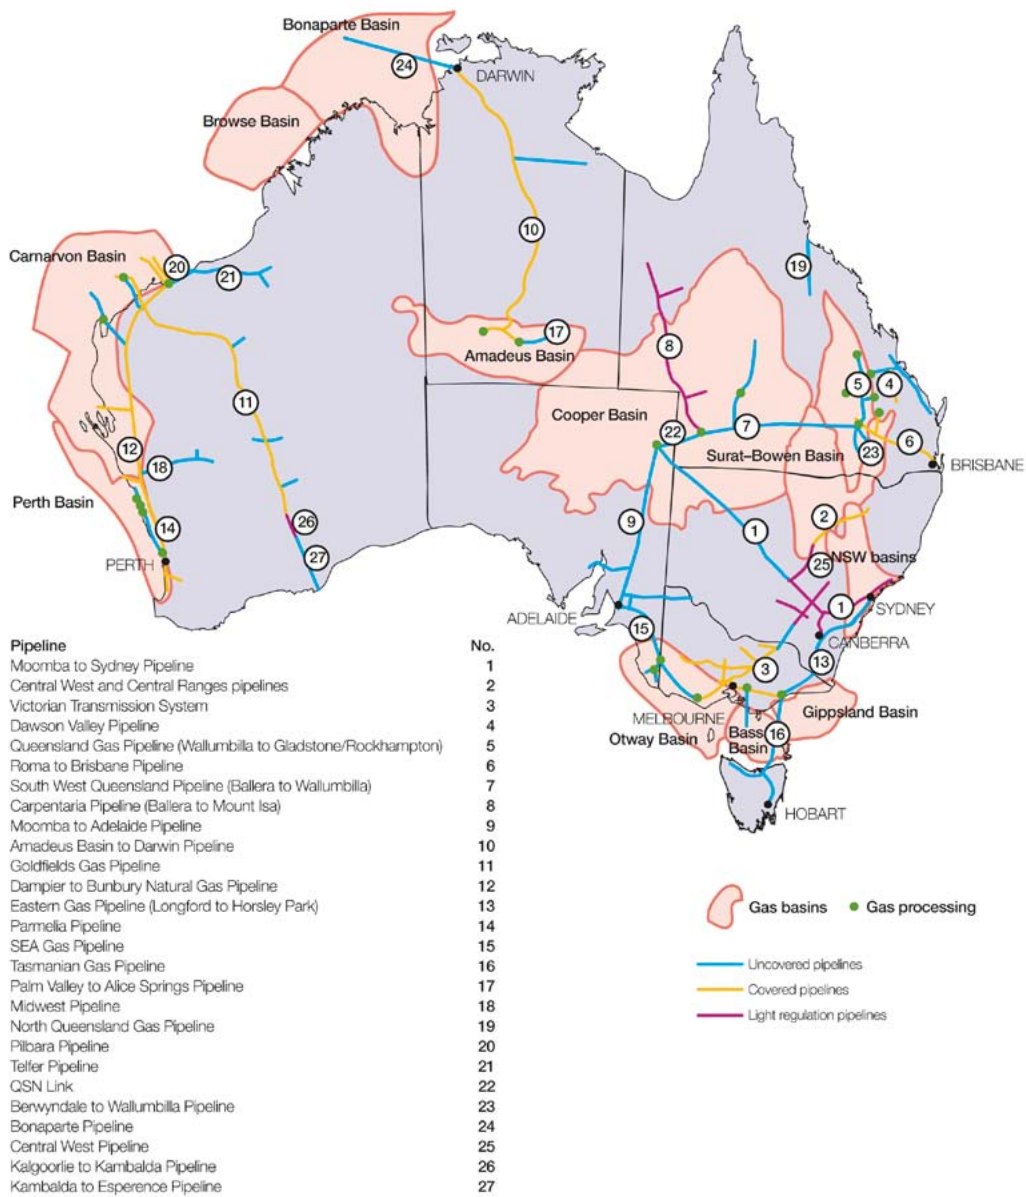 Bonaparte Basin
24
DARWIN
Browse Basin
10
Carnarvon Basin
20
21
19
17
Amadeus Basin
8
5
4
11
Cooper Basin
22
7
6
12
18
Surat–Bowen Basin
23
BRISBANE
Perth Basin
14
26
9
1
2
PERTH
27
25
NSW basins
ADELAIDE
15
1
SYDNEY
CANBERRA
3
13
MELBOURNE
Otway Basin
Bass
Basin
16
Gippsland Basin
HOBART
Pipeline No.
Moomba to Sydney Pipeline 1
Central West and Central Ranges pipelines 2
Victorian Transmission System 3
Dawson Valley Pipeline 4
Queensland Gas Pipeline (Wallumbilla to Gladstone/Rockhampton) 5
Roma to Brisbane Pipeline 6
South West Queensland Pipeline (Ballera to Wallumbilla) 7
Carpentaria Pipeline (Ballera to Mount Isa) 8
Moomba to Adelaide Pipeline 9
Amadeus Basin to Darwin Pipeline 10
Goldfields Gas Pipeline 11
Dampier to Bunbury Natural Gas Pipeline 12
Eastern Gas Pipeline (Longford to Horsley Park) 13
Parmelia Pipeline 14
SEA Gas Pipeline 15
Tasmanian Gas Pipeline 16
Palm Valley to Alice Springs Pipeline 17
Midwest Pipeline 18
North Queensland Gas Pipeline 19
Pilbara Pipeline 20
Telfer Pipeline 21
QSN Link 22
Berwyndale to Wallumbilla Pipeline 23
Bonaparte Pipeline 24
Central West Pipeline 25
Kalgoorlie to Kambalda Pipeline 26
Kambalda to Esperence Pipeline 27
Gas basins
Gas processing
Uncovered pipelines
Covered pipelines
Light regulation pipelines